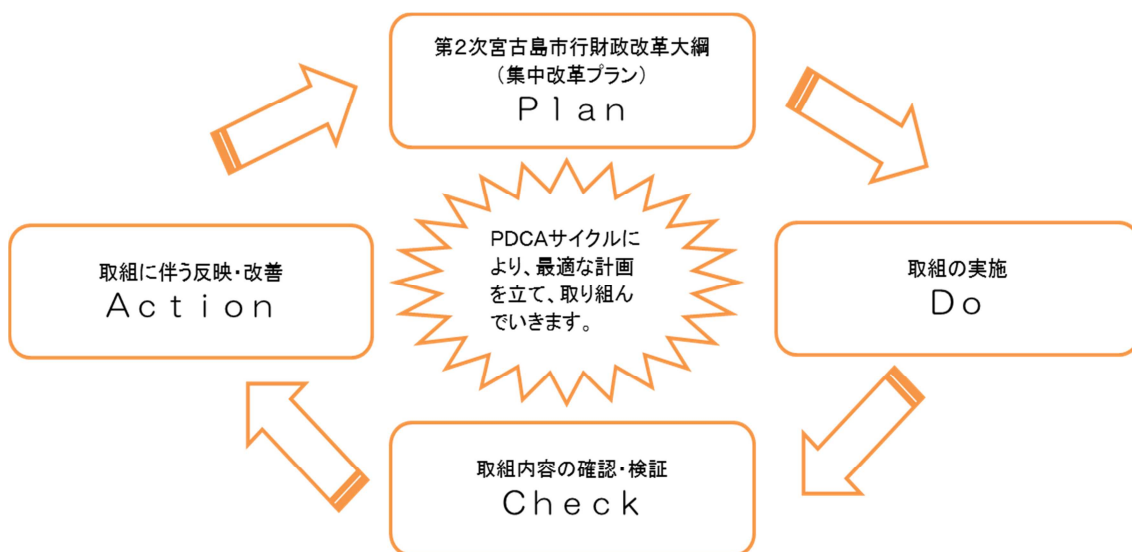 第2次宮古島市行財政改革大綱
(集中改革プラン)
Plan
取組の実施
Do
取組内容の確認・検証
Check
取組に伴う反映・改善
Action
PDCAサイクルに
より、最適な計画
を立て、取り組ん
でいきます。